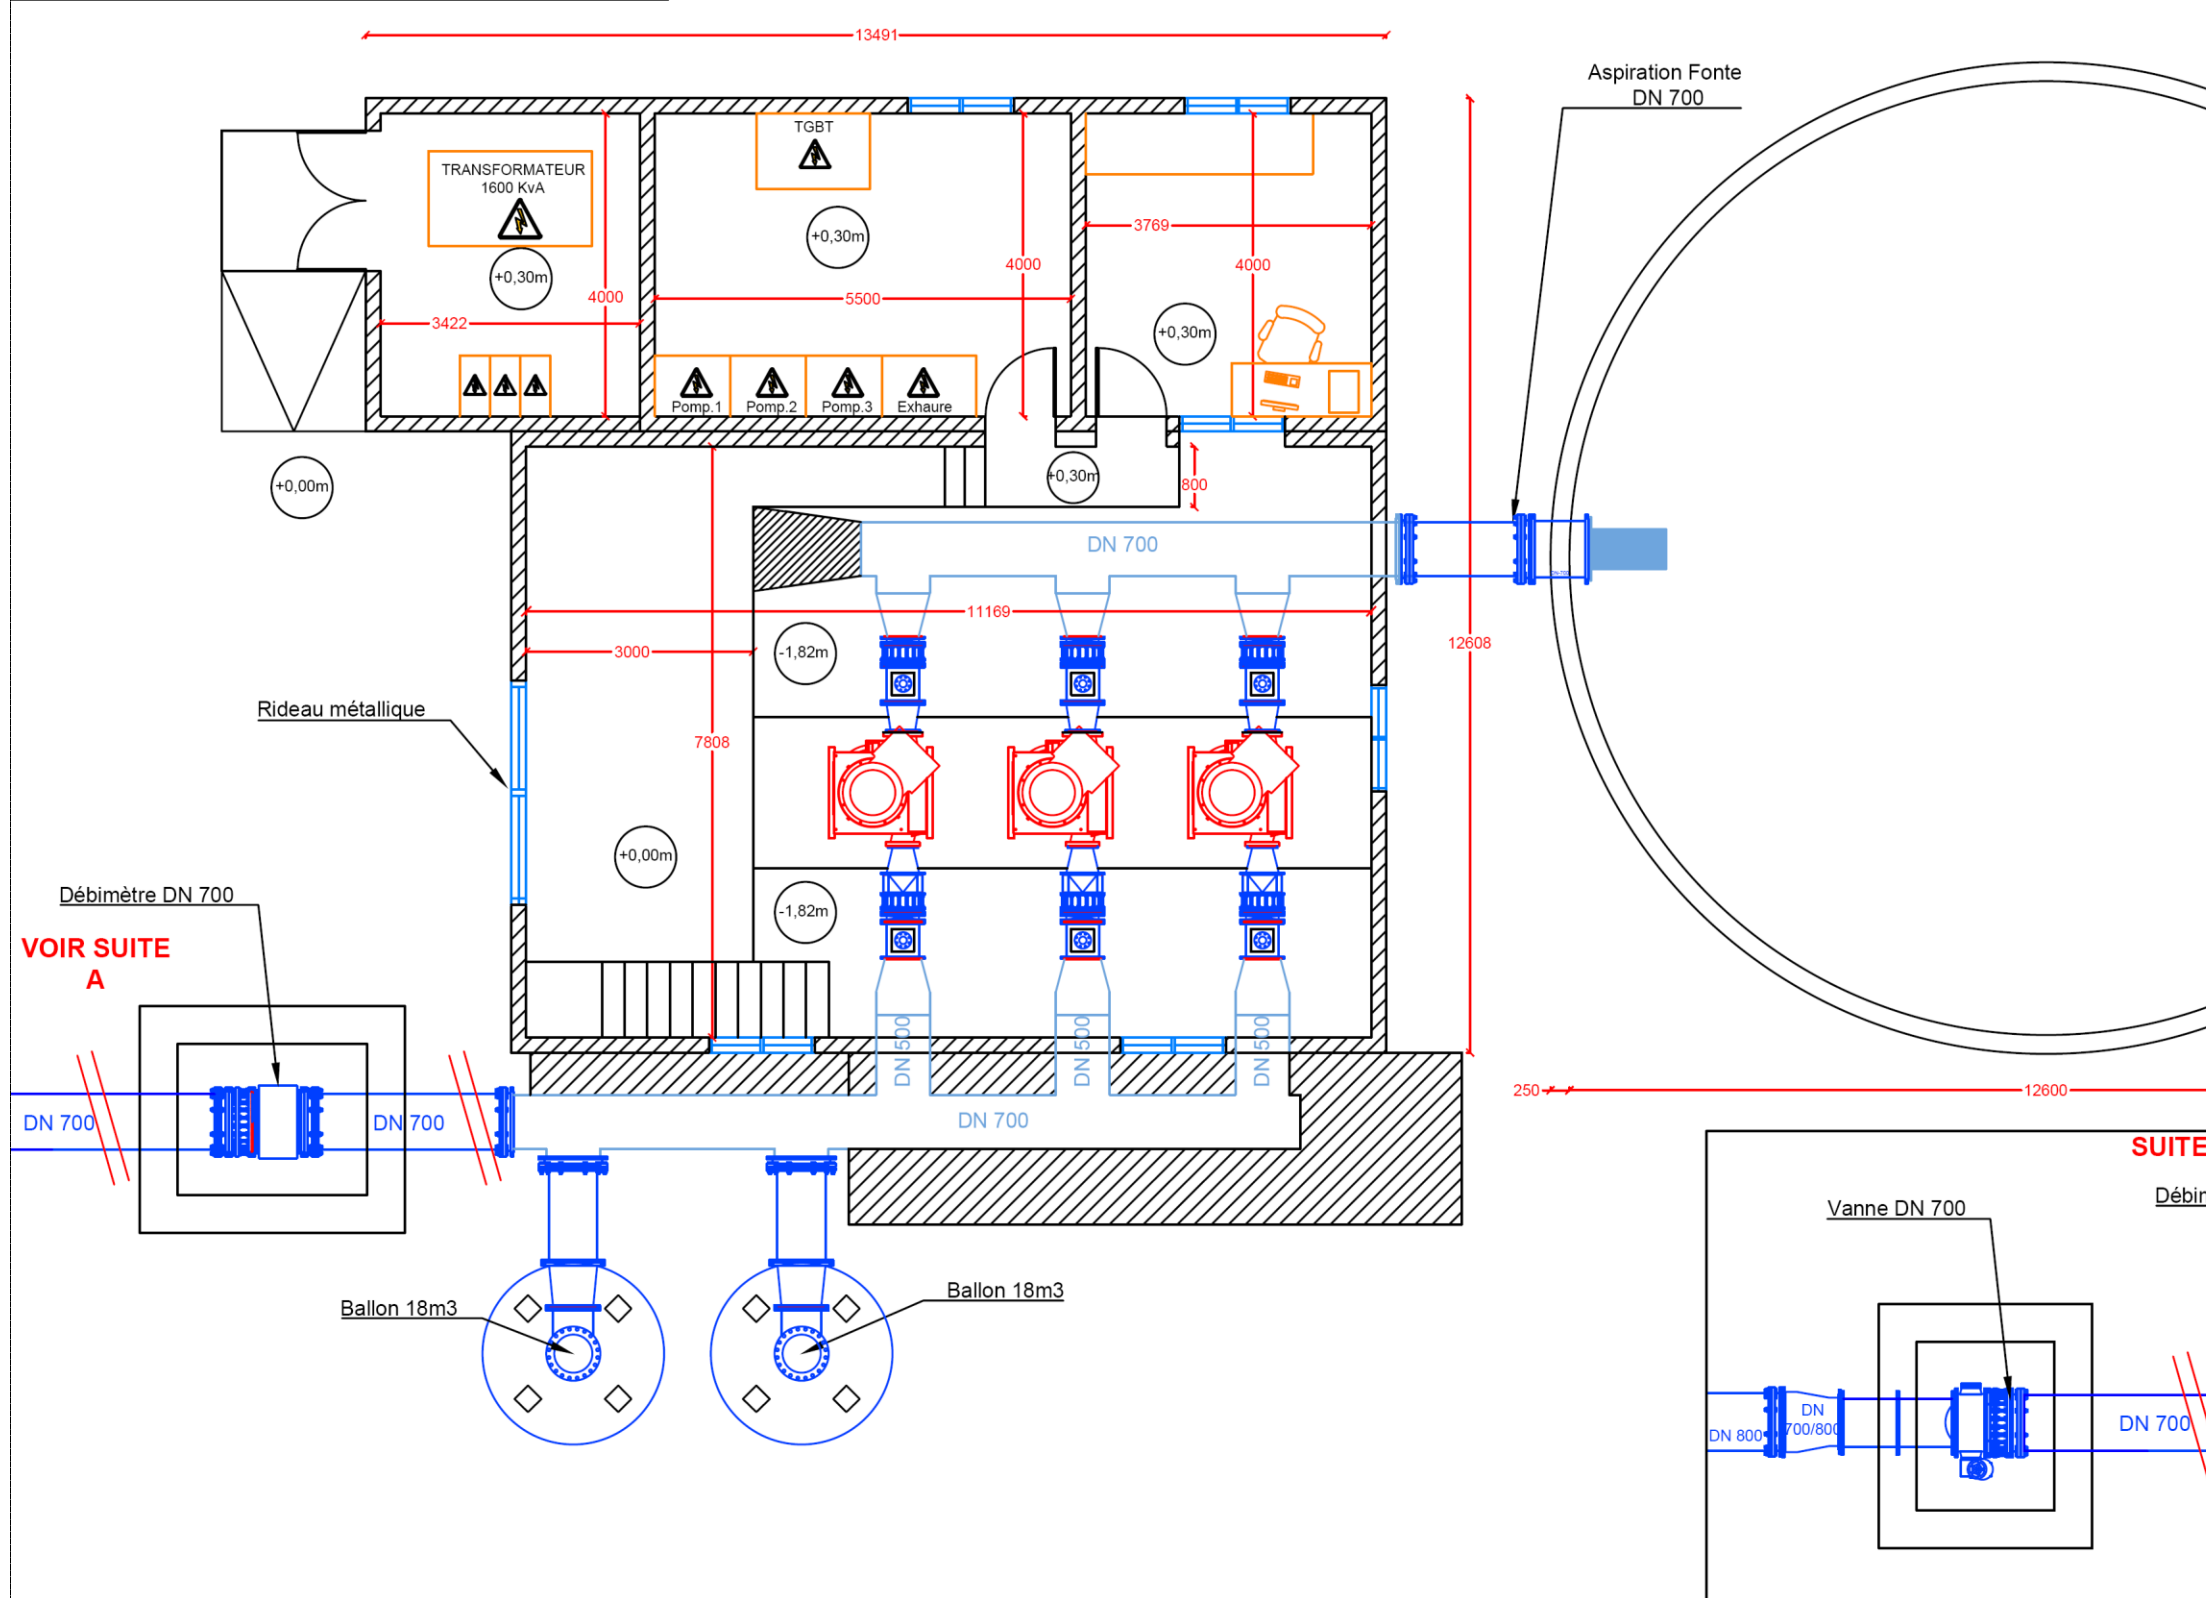 13491
Aspiration Fonte
DN 700
TGBT
TRANSFORMATEUR
1600 KvA
+0,30m
+0,30m
3769
4000
4000
4000
5500
3422
+0,30m
Pomp.1
Pomp.2
Pomp.3
Exhaure
+0,00m
+0,30m
800
DN 700
DN-700
11169
12608
3000
-1,82m
Rideau métallique
7808
+0,00m
-1,82m
Débimètre DN 700
VOIR SUITE
A
DN 500
DN 500
DN 500
250
12600
DN 700
DN 700
DN 700
SUITE
Débin
Vanne DN 700
Ballon 18m3
Ballon 18m3
DN 800
DN
700/800
DN 700